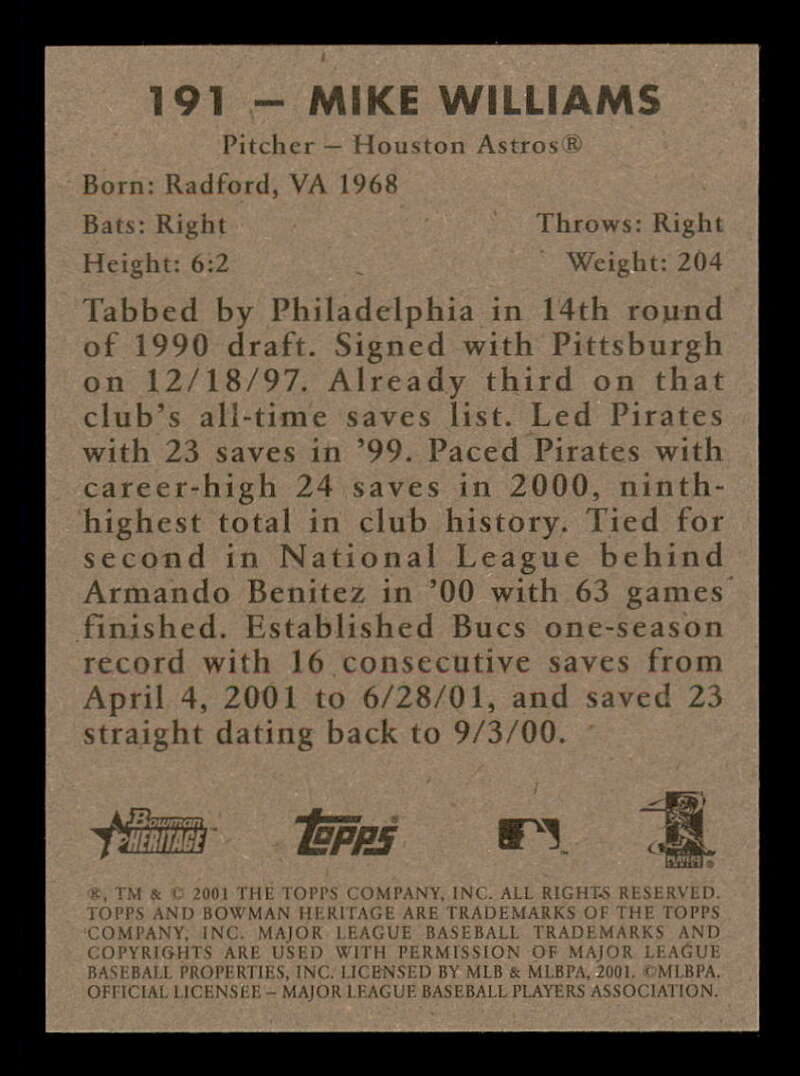 191 – MIKE WILLIAMS
Pitcher – Houston Astros®
Born: Radford, VA 1968
Bats: Right Throws: Right
Height: 6:2 Weight: 204
Tabbed by Philadelphia in 14th round
of 1990 draft. Signed with Pittsburgh
on 12/18/97. Already third on that
club's all-time saves list. Led Pirates
with 23 saves in '99. Paced Pirates with
career-high 24 saves in 2000, ninth-
highest total in club history. Tied for
second in National League behind
Armando Benitez in '00 with 63 games
finished. Established Bucs one-season
record with 16 consecutive saves from
April 4, 2001 to 6/28/01, and saved 23
straight dating back to 9/3/00.
Bowman HERITAGE ™ Topps ® ™ ®
®, TM & © 2001 THE TOPPS COMPANY, INC. ALL RIGHTS RESERVED.
TOPPS AND BOWMAN HERITAGE ARE TRADEMARKS OF THE TOPPS
COMPANY, INC. MAJOR LEAGUE BASEBALL TRADEMARKS AND
COPYRIGHTS ARE USED WITH PERMISSION OF MAJOR LEAGUE
BASEBALL PROPERTIES, INC. LICENSED BY MLB & MLBPA, 2001. ©MLBPA.
OFFICIAL LICENSEE – MAJOR LEAGUE BASEBALL PLAYERS ASSOCIATION.